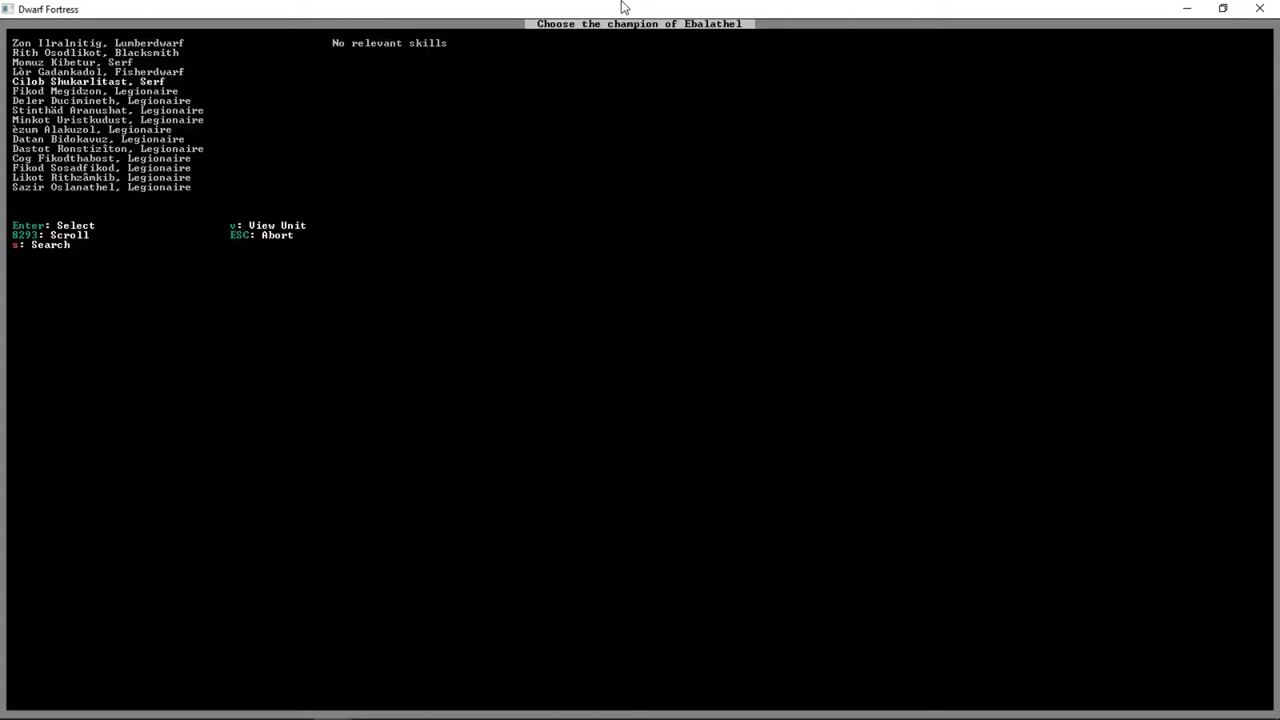 Dwarf Fortress
Choose the champion of Ebalathel
Zon Ilralnitig, Lumberdwarf
No relevant skills
Rith Osodlikot, Blacksmith
Momuz Kibetur, Serf
Lòr Gadankadol, Fisherdwarf
Cilob Shukarlitast, Serf
Fikod Megidzon, Legionaire
Deler Ducimineth, Legionaire
Stinthäd Aranushat, Legionaire
Minkot Uristkudust, Legionaire
èzum Alakuzol, Legionaire
Datan Bidokavuz, Legionaire
Dastot Ronstizîton, Legionaire
Cog Fikodthabost, Legionaire
Fikod Sosadfikod, Legionaire
Likot Rithzâmkib, Legionaire
Sazir Oslanathel, Legionaire
Enter: Select
v: View Unit
8293: Scroll
ESC: Abort
s: Search